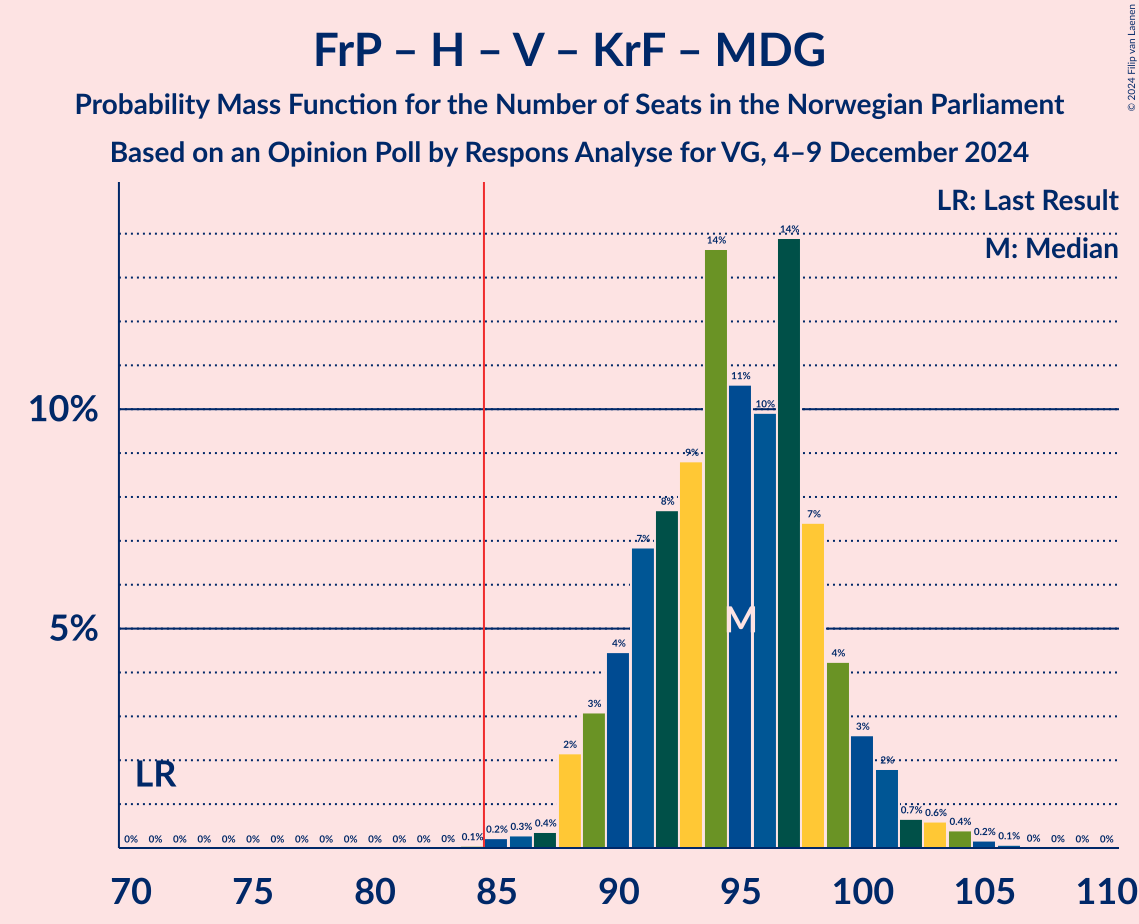 FrP – H – V – KrF – MDG
Probability Mass Function for the Number of Seats in the Norwegian Parliament
Based on an Opinion Poll by Respons Analyse for VG, 4–9 December 2024
© 2024 Filip van Laenen
LR: Last Result
M: Median
10%
5%
LR
M
0% 0% 0% 0% 0% 0% 0% 0% 0% 0% 0% 0% 0% 0% 0.1% 0.2% 0.3% 0.4% 2% 3% 4% 7% 8% 9% 14% 11% 10% 14% 7% 4% 3% 2% 0.7% 0.6% 0.4% 0.2% 0.1% 0% 0% 0% 0%
70 75 80 85 90 95 100 105 110